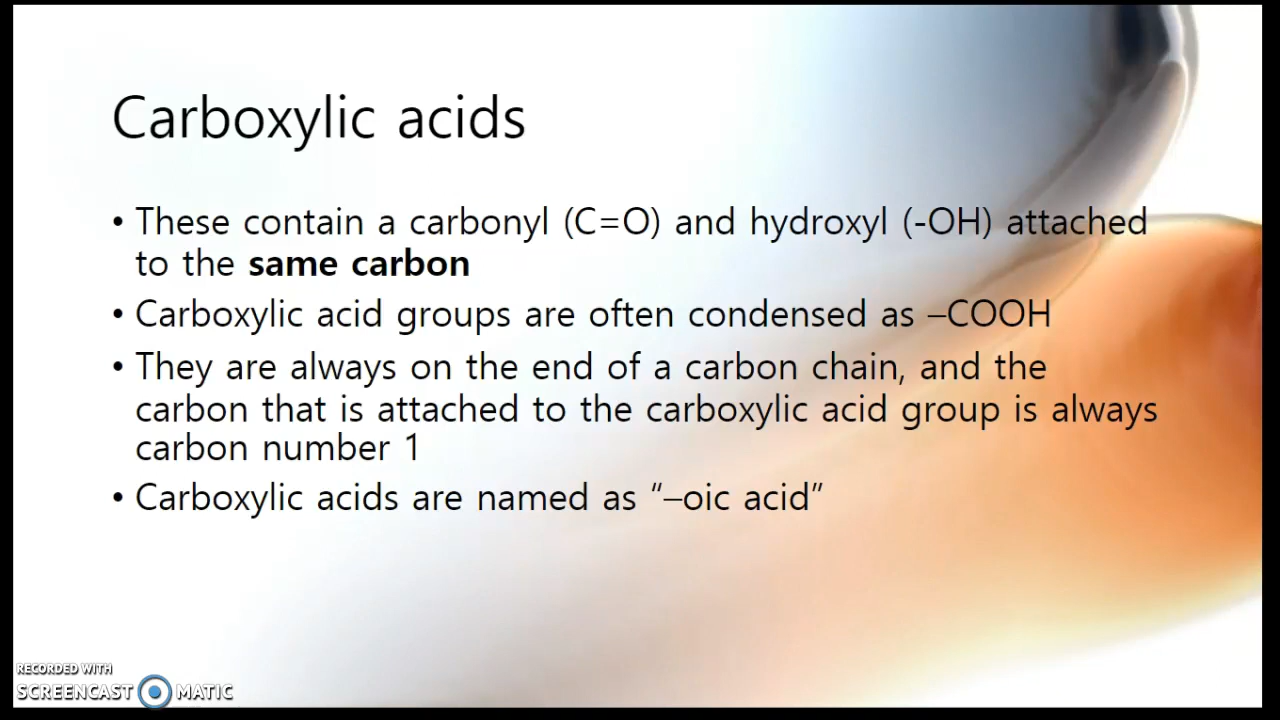 Carboxylic acids
• These contain a carbonyl (C=O) and hydroxyl (-OH) attached
to the same carbon
• Carboxylic acid groups are often condensed as –COOH
• They are always on the end of a carbon chain, and the
carbon that is attached to the carboxylic acid group is always
carbon number 1
• Carboxylic acids are named as “–oic acid”
RECORDED WITH
SCREENCAST MATIC